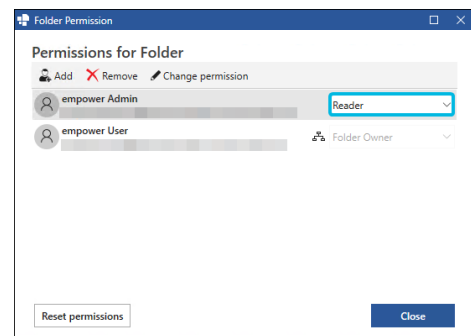 Folder Permission
Permissions for Folder
Add Remove Change permission
empower Admin
Reader
empower User
Folder Owner
Reset permissions Close